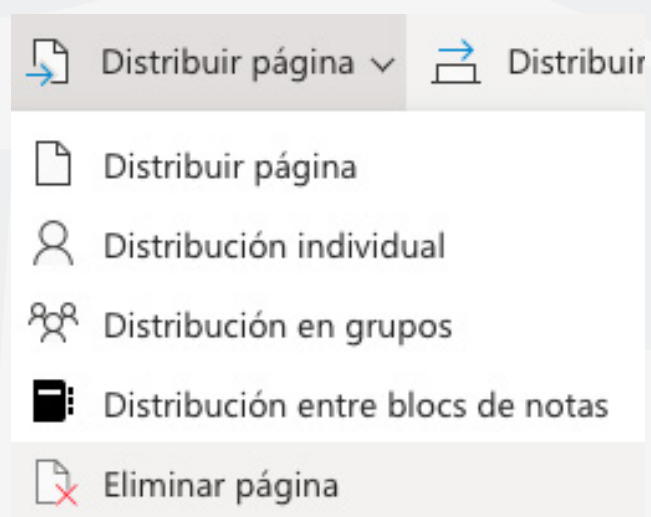 Distribuir página Distribuir
Distribuir página
Distribución individual
Distribución en grupos
Distribución entre blocs de notas
Eliminar página